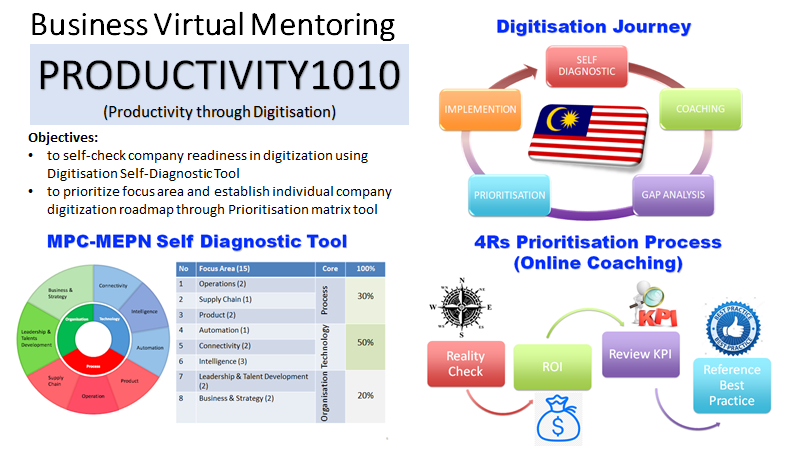 Business Virtual Mentoring
PRODUCTIVITY1010
(Productivity through Digitisation)
Objectives:
• to self-check company readiness in digitization using
Digitisation Self-Diagnostic Tool
• to prioritize focus area and establish individual company
digitization roadmap through Prioritisation matrix tool
Digitisation Journey
SELF
DIAGNOSTIC
COACHING
GAP ANALYSIS
PRIORITISATION
IMPLEMENTION
MPC-MEPN Self Diagnostic Tool
Business &
Strategy
Connectivity
Intelligence
Automation
Product
Operation
Supply
Chain
Leadership &
Talents
Development
Organisation
Technology
Process
No Focus Area (15) Core 100%
1 Operations (2)
2 Supply Chain (1)
3 Product (2)
Process
30%
4 Automation (1)
5 Connectivity (2)
6 Intelligence (3)
Technology
50%
7 Leadership & Talent Development
(2)
8 Business & Strategy (2)
Organisation
20%
4Rs Prioritisation Process
(Online Coaching)
N
NW NE
W E
SW SE
S
Reality
Check
ROI
$
KPI
Review KPI
BEST PRACTICE
BEST PRACTICE
Reference
Best
Practice